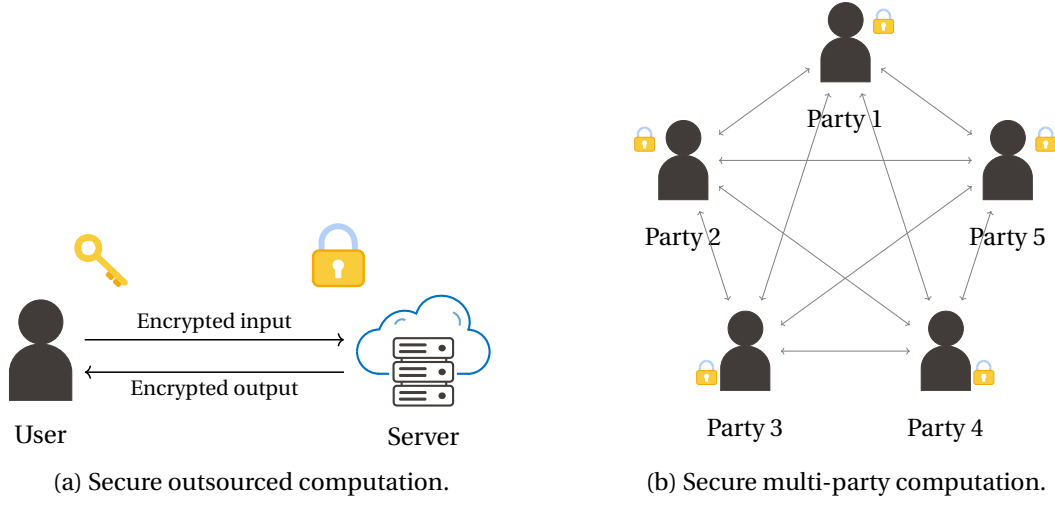 Encrypted input
Encrypted output
User
Server
(a) Secure outsourced computation.
Party 1
Party 2
Party 5
Party 3
Party 4
(b) Secure multi-party computation.